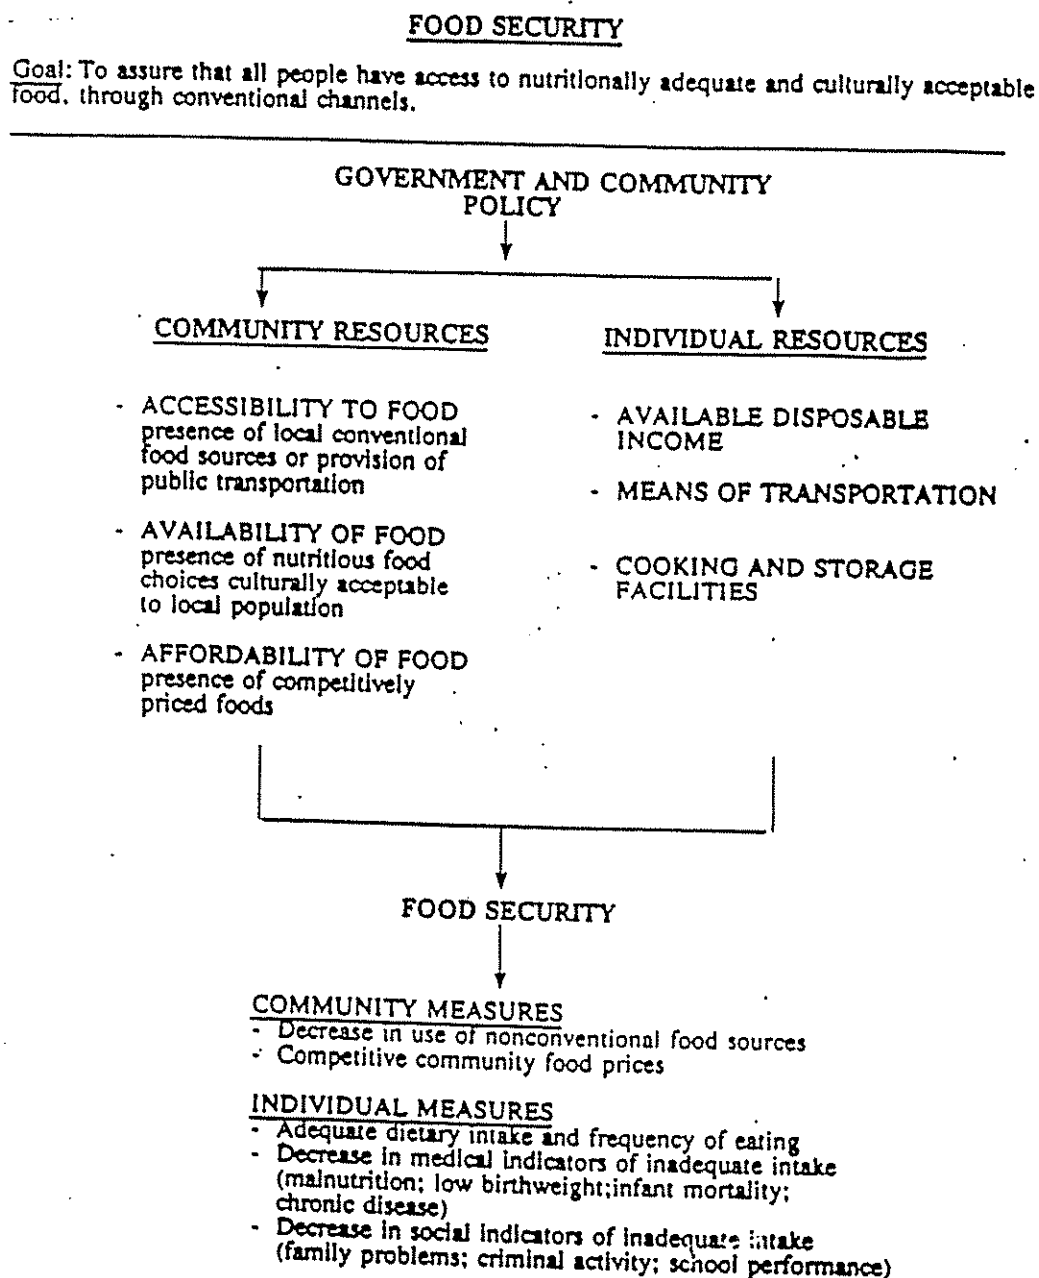 FOOD SECURITY
Goal: To assure that all people have access to nutritionally adequate and culturally acceptable
food, through conventional channels.
GOVERNMENT AND COMMUNITY
POLICY
COMMUNITY RESOURCES
- ACCESSIBILITY TO FOOD
presence of local conventional
food sources or provision of
public transportation
- AVAILABILITY OF FOOD
presence of nutritious food
choices culturally acceptable
to local population
- AFFORDABILITY OF FOOD
presence of competitively
priced foods
INDIVIDUAL RESOURCES
- AVAILABLE DISPOSABLE
INCOME
- MEANS OF TRANSPORTATION
- COOKING AND STORAGE
FACILITIES
FOOD SECURITY
COMMUNITY MEASURES
- Decrease in use of nonconventional food sources
- Competitive community food prices
INDIVIDUAL MEASURES
- Adequate dietary intake and frequency of eating
- Decrease in medical indicators of inadequate intake
(malnutrition; low birthweight;infant mortality;
chronic disease)
- Decrease in social indicators of inadequate intake
(family problems; criminal activity; school performance)